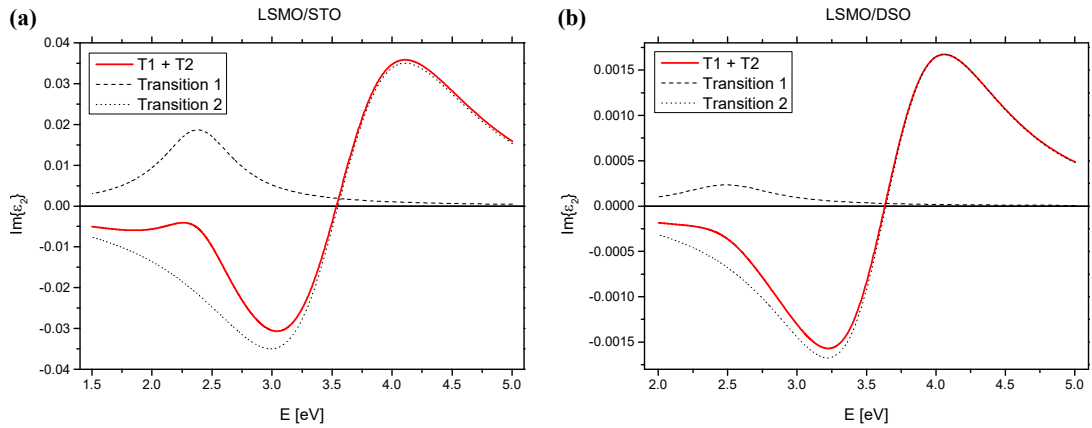 (a)
LSMO/STO
T1 + T2
Transition 1
Transition 2
Im{ε₂}
0.04
0.03
0.02
0.01
0.00
-0.01
-0.02
-0.03
-0.04
1.5 2.0 2.5 3.0 3.5 4.0 4.5 5.0
E [eV]
(b)
LSMO/DSO
T1 + T2
Transition 1
Transition 2
Im{ε₂}
0.0015
0.0010
0.0005
0.0000
-0.0005
-0.0010
-0.0015
2.0 2.5 3.0 3.5 4.0 4.5 5.0
E [eV]